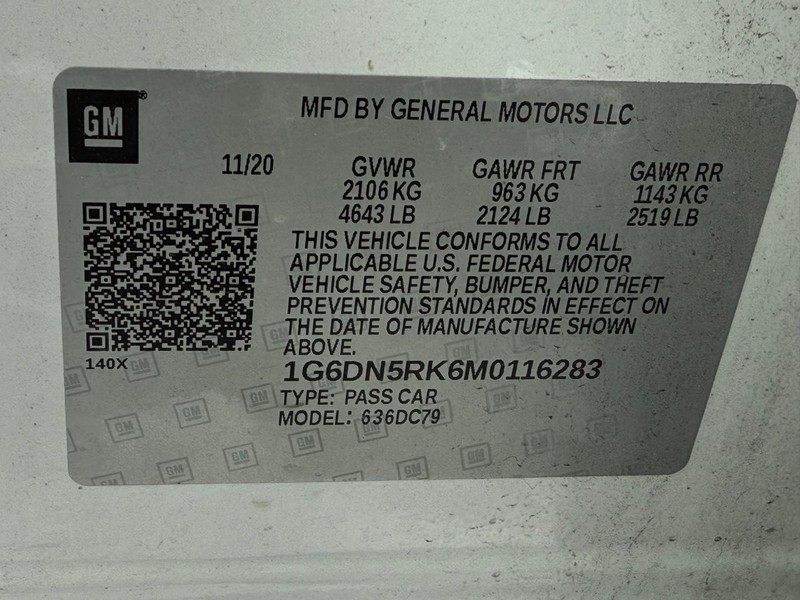 GM
MFD BY GENERAL MOTORS LLC
11/20 GVWR GAWR FRT GAWR RR
2106 KG 963 KG 1143 KG
4643 LB 2124 LB 2519 LB
THIS VEHICLE CONFORMS TO ALL
APPLICABLE U.S. FEDERAL MOTOR
VEHICLE SAFETY, BUMPER, AND THEFT
PREVENTION STANDARDS IN EFFECT ON
THE DATE OF MANUFACTURE SHOWN
ABOVE.
140X
1G6DN5RK6M0116283
TYPE: PASS CAR
MODEL: 636DC79